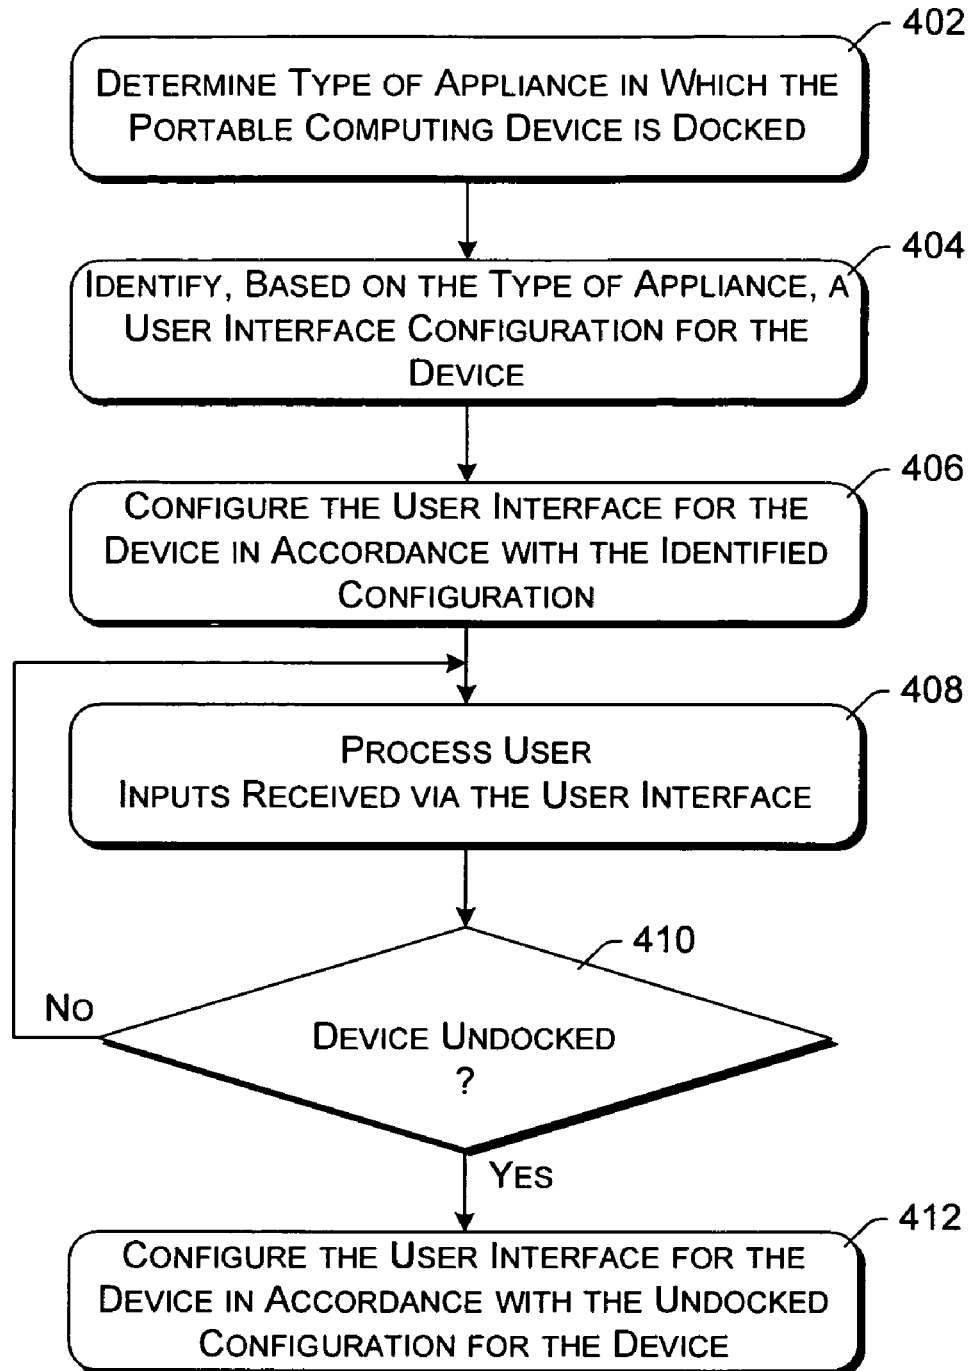 402
DETERMINE TYPE OF APPLIANCE IN WHICH THE
PORTABLE COMPUTING DEVICE IS DOCKED
404
IDENTIFY, BASED ON THE TYPE OF APPLIANCE, A
USER INTERFACE CONFIGURATION FOR THE
DEVICE
406
CONFIGURE THE USER INTERFACE FOR THE
DEVICE IN ACCORDANCE WITH THE IDENTIFIED
CONFIGURATION
408
PROCESS USER
INPUTS RECEIVED VIA THE USER INTERFACE
410
NO
DEVICE UNDOCKED
?
YES
412
CONFIGURE THE USER INTERFACE FOR THE
DEVICE IN ACCORDANCE WITH THE UNDOCKED
CONFIGURATION FOR THE DEVICE